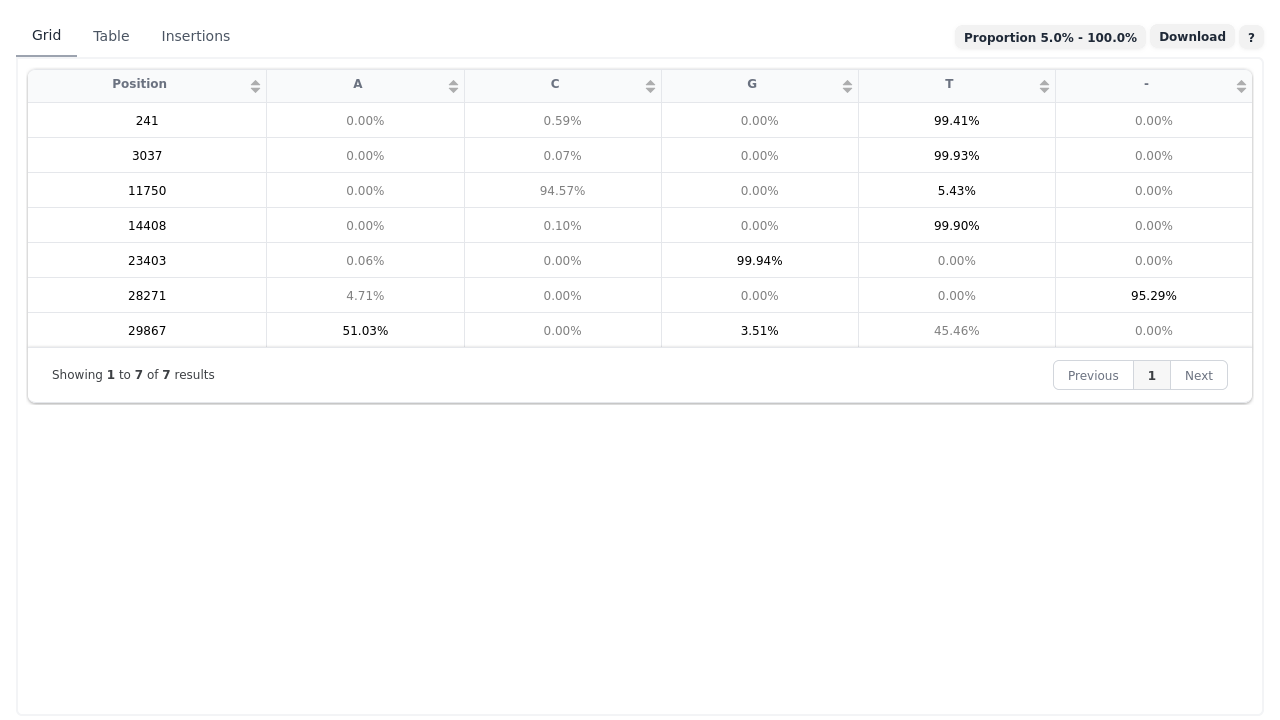 Grid Table Insertions Proportion 5.0% - 100.0% Download ?
Position A C G T -
241 0.00% 0.59% 0.00% 99.41% 0.00%
3037 0.00% 0.07% 0.00% 99.93% 0.00%
11750 0.00% 94.57% 0.00% 5.43% 0.00%
14408 0.00% 0.10% 0.00% 99.90% 0.00%
23403 0.06% 0.00% 99.94% 0.00% 0.00%
28271 4.71% 0.00% 0.00% 0.00% 95.29%
29867 51.03% 0.00% 3.51% 45.46% 0.00%
Showing 1 to 7 of 7 results Previous 1 Next